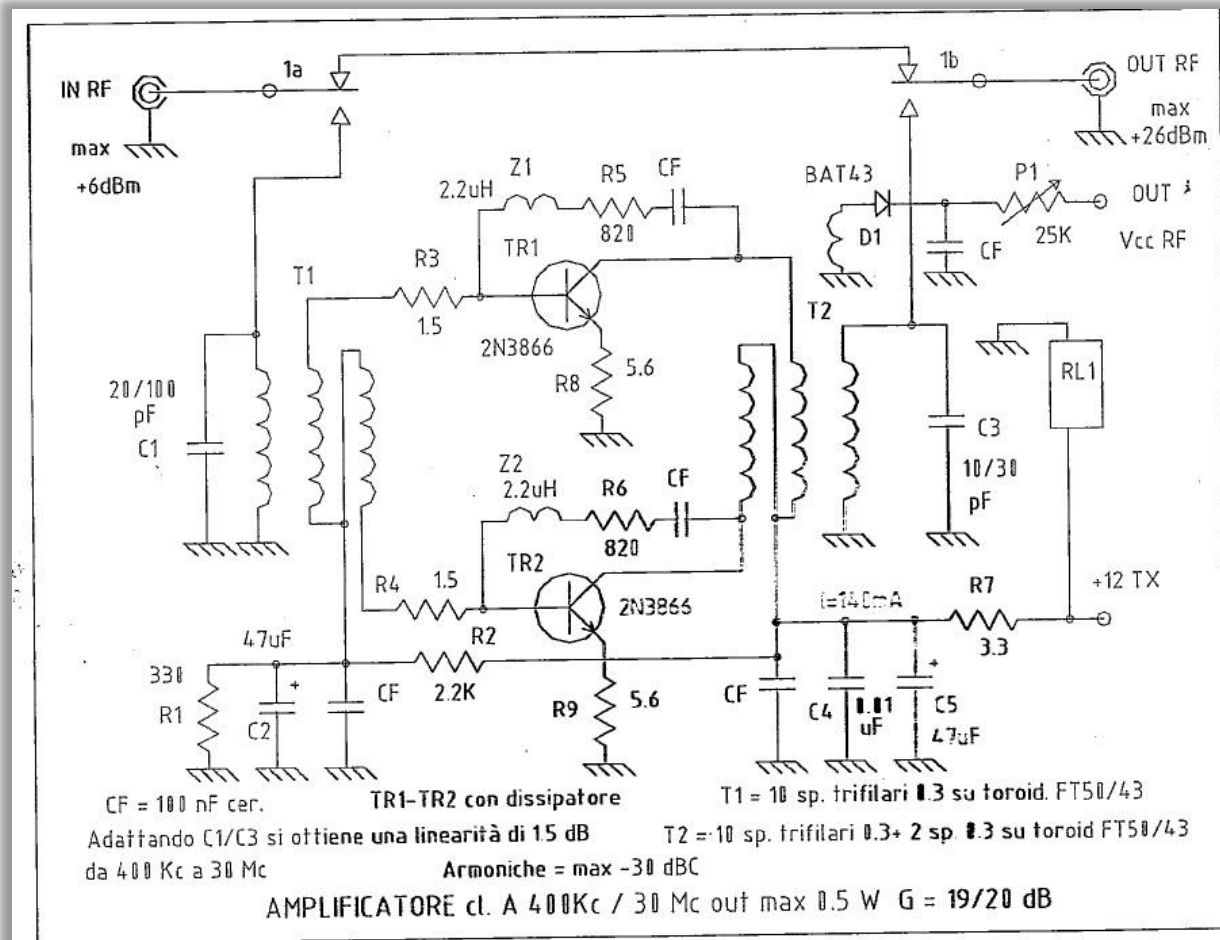 1a
1b
IN RF
OUT RF
max
+6dBm
max
+26dBm
Z1
2.2uH
R5
CF
820
BAT43
D1
CF
P1
25K
OUT
Vcc RF
T1
R3
1.5
TR1
2N3866
R8
5.6
T2
RL1
20/100
pF
C1
C3
10/30
pF
Z2
2.2uH
R6
CF
820
R4
1.5
TR2
2N3866
R7
3.3
+12 TX
i=140mA
47uF
330
R1
C2
CF
R2
2.2K
R9
5.6
CF
C4
0.01
uF
C5
47uF
+
+
CF = 100 nF cer.
TR1-TR2 con dissipatore
T1 = 10 sp. trifilari 0.3 su toroid. FT50/43
Adattando C1/C3 si ottiene una linearità di 1.5 dB
T2 = 10 sp. trifilari 0.3+ 2 sp. 0.3 su toroid FT50/43
da 400 Kc a 30 Mc
Armoniche = max -30 dBC
AMPLIFICATORE cl. A 400Kc / 30 Mc out max 0.5 W G = 19/20 dB